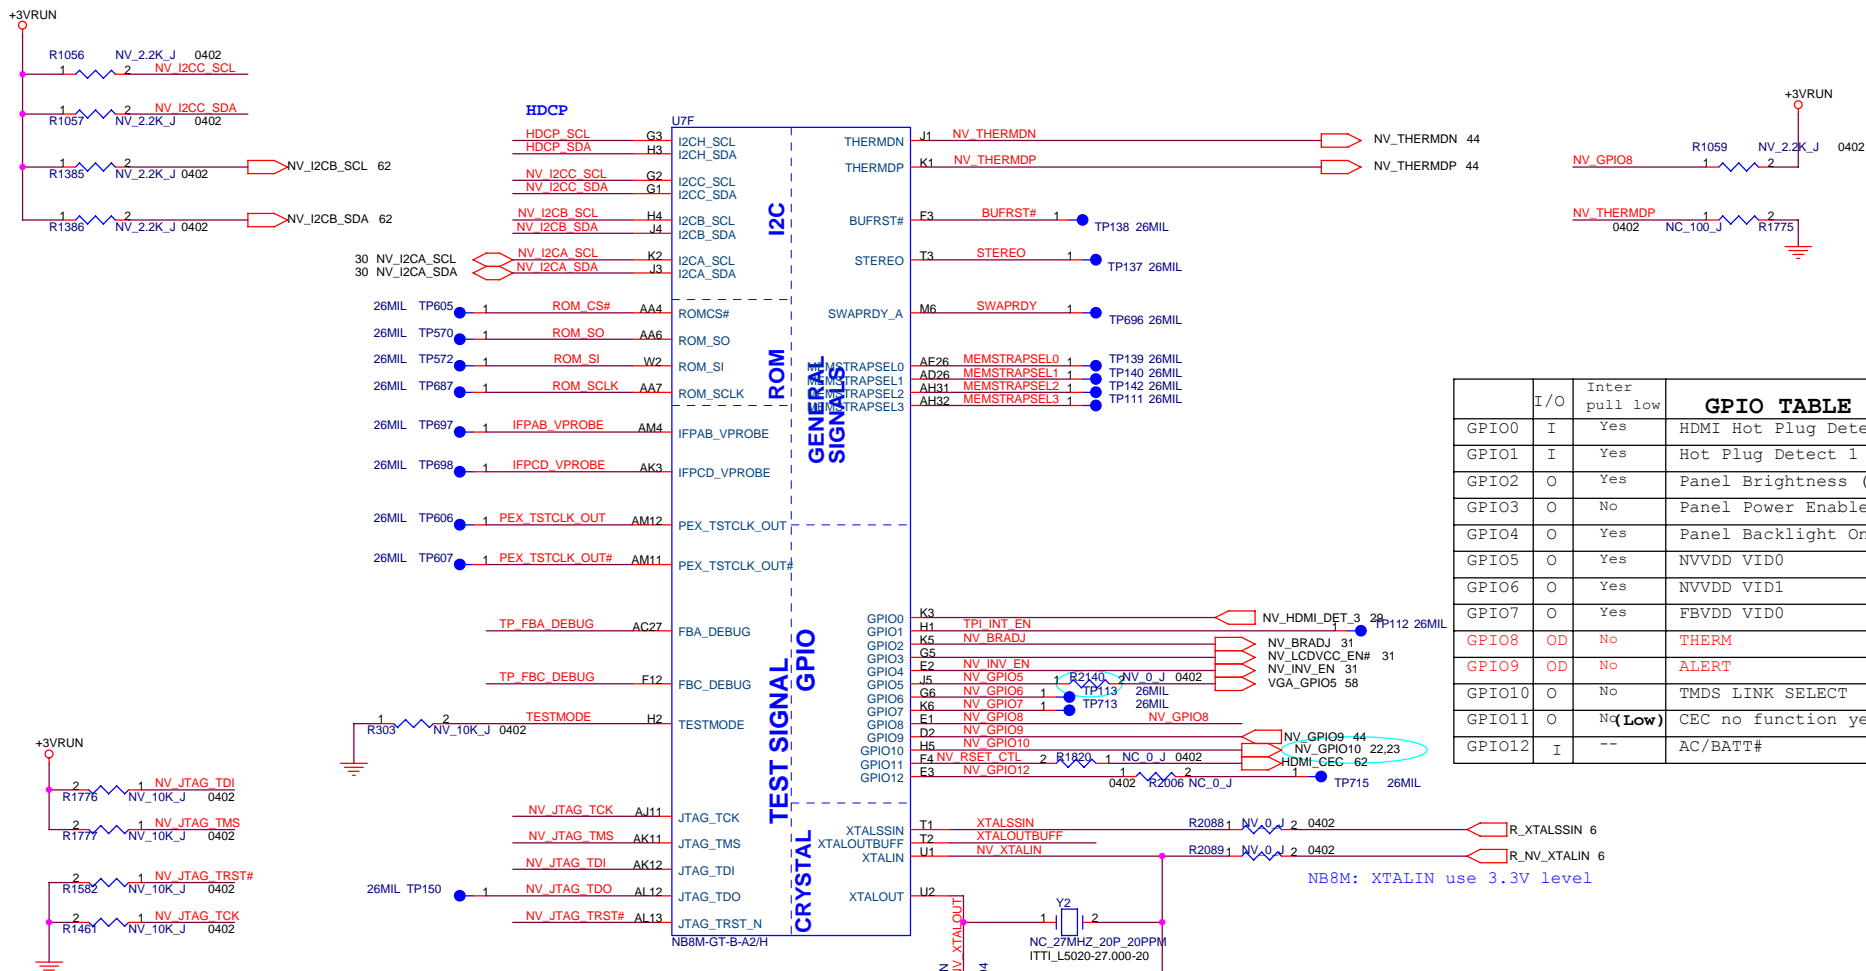 +3VRUN
R1056 NV_2.2K_J 0402
1 2 NV_I2CC_SCL
1 2 NV_I2CC_SDA
R1057 NV_2.2K_J 0402
1 2 NV_I2CB_SCL 62
R1385 NV_2.2K_J 0402
1 2 NV_I2CB_SDA 62
R1386 NV_2.2K_J 0402
HDCP
U7F
HDCP_SCL G3 I2CH_SCL
HDCP_SDA H3 I2CH_SDA
NV_I2CC_SCL G2 I2CC_SCL
NV_I2CC_SDA G1 I2CC_SDA
NV_I2CB_SCL H4 I2CB_SCL
NV_I2CB_SDA J4 I2CB_SDA
30 NV_I2CA_SCL NV_I2CA_SCL K2 I2CA_SCL
30 NV_I2CA_SDA NV_I2CA_SDA J3 I2CA_SDA
I2C
26MIL TP605 1 ROM_CS# AA4 ROMCS#
26MIL TP570 1 ROM_SO AA6 ROM_SO
26MIL TP572 1 ROM_SI W2 ROM_SI
26MIL TP687 1 ROM_SCLK AA7 ROM_SCLK
ROM
26MIL TP697 1 IFPAB_VPROBE AM4 IFPAB_VPROBE
26MIL TP698 1 IFPCD_VPROBE AK3 IFPCD_VPROBE
26MIL TP606 1 PEX_TSTCLK_OUT AM12 PEX_TSTCLK_OUT
26MIL TP607 1 PEX_TSTCLK_OUT# AM11 PEX_TSTCLK_OUT#
TP_FBA_DEBUG AC27 FBA_DEBUG
TP_FBC_DEBUG F12 FBC_DEBUG
1 2 TESTMODE H2 TESTMODE
R303 NV_10K_J 0402
TEST SIGNAL
NV_JTAG_TCK AJ11 JTAG_TCK
NV_JTAG_TMS AK11 JTAG_TMS
NV_JTAG_TDI AK12 JTAG_TDI
26MIL TP150 1 NV_JTAG_TDO AL12 JTAG_TDO
NV_JTAG_TRST# AL13 JTAG_TRST_N
NB8M-GT-B-A2/H
+3VRUN
2 1 NV_JTAG_TDI
R1776 NV_10K_J 0402
2 1 NV_JTAG_TMS
R1777 NV_10K_J 0402
2 1 NV_JTAG_TRST#
R1582 NV_10K_J 0402
2 1 NV_JTAG_TCK
R1461 NV_10K_J 0402
GENERAL
SIGNALS
THERMDN J1 NV_THERMDN NV_THERMDN 44
THERMDP K1 NV_THERMDP NV_THERMDP 44
BUFRST# F3 BUFRST# 1 TP138 26MIL
STEREO T3 STEREO 1 TP137 26MIL
SWAPRDY_A M6 SWAPRDY 1 TP696 26MIL
MEMSTRAPSEL0 AE26 MEMSTRAPSEL0 1 TP139 26MIL
MEMSTRAPSEL1 AD26 MEMSTRAPSEL1 1 TP140 26MIL
MEMSTRAPSEL2 AH31 MEMSTRAPSEL2 1 TP142 26MIL
MEMSTRAPSEL3 AH32 MEMSTRAPSEL3 1 TP111 26MIL
GPIO
GPIO0 K3 NV_HDMI_DET_3 29
GPIO1 H1 TPI_INT_EN 1 TP112 26MIL
GPIO2 K5 NV_BRADJ NV_BRADJ 31
GPIO3 G5 NV_LCDVCC_EN# 31
GPIO4 E2 NV_INV_EN NV_INV_EN 31
GPIO5 J5 NV_GPIO5 1 R2140 2 NV_0_J 0402 VGA_GPIO5 58
GPIO6 G6 NV_GPIO6 1 TP113 26MIL
GPIO7 K6 NV_GPIO7 1 TP713 26MIL
GPIO8 E1 NV_GPIO8 NV_GPIO8
GPIO9 D2 NV_GPIO9 NV_GPIO9 44
GPIO10 H5 NV_GPIO10 NV_GPIO10 22,23
GPIO11 F4 NV_RSET_CTL 2 R1820 1 NC_0_J 0402 HDMI_CEC 62
GPIO12 E3 NV_GPIO12 1 2 1 TP715 26MIL
0402 R2006 NC_0_J
CRYSTAL
XTALSSIN T1 XTALSSIN R2088 1 NV_0_J 2 0402 R_XTALSSIN 6
XTALOUTBUFF T2 XTALOUTBUFF
XTALIN U1 NV_XTALIN R2089 1 NV_0_J 2 0402 R_NV_XTALIN 6
NB8M: XTALIN use 3.3V level
XTALOUT U2
NV_XTALOUT
Y2
1 2
NC_27MHZ_20P_20PPM
ITTI_L5020-27.000-20
+3VRUN
R1059 NV_2.2K_J 0402
NV_GPIO8 1 2
NV_THERMDP 1 2
0402 NC_100_J R1775
I/O Inter pull low GPIO TABLE
GPIO0 I Yes HDMI Hot Plug Dete
GPIO1 I Yes Hot Plug Detect 1
GPIO2 O Yes Panel Brightness (
GPIO3 O No Panel Power Enable
GPIO4 O Yes Panel Backlight On
GPIO5 O Yes NVVDD VID0
GPIO6 O Yes NVVDD VID1
GPIO7 O Yes FBVDD VID0
GPIO8 OD No THERM
GPIO9 OD No ALERT
GPIO10 O No TMDS LINK SELECT
GPIO11 O No(Low) CEC no function ye
GPIO12 I -- AC/BATT#